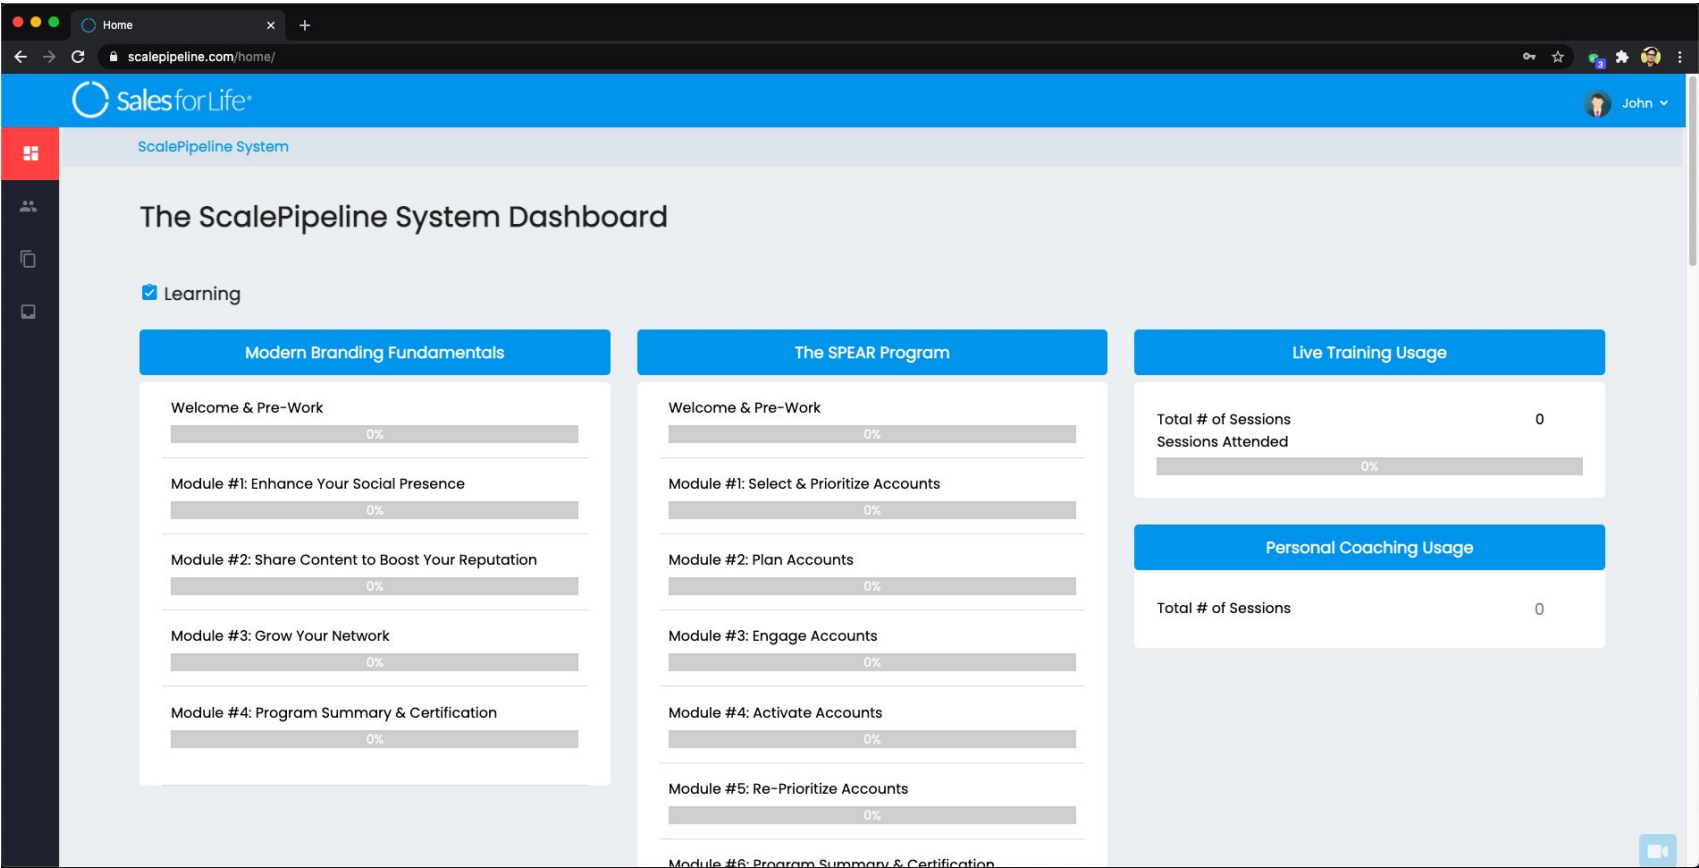 Home
scalepipeline.com/home/
3
Sales for Life
John
ScalePipeline System
The ScalePipeline System Dashboard
Learning
Modern Branding Fundamentals
Welcome & Pre-Work
0%
Module #1: Enhance Your Social Presence
0%
Module #2: Share Content to Boost Your Reputation
0%
Module #3: Grow Your Network
0%
Module #4: Program Summary & Certification
0%
The SPEAR Program
Welcome & Pre-Work
0%
Module #1: Select & Prioritize Accounts
0%
Module #2: Plan Accounts
0%
Module #3: Engage Accounts
0%
Module #4: Activate Accounts
0%
Module #5: Re-Prioritize Accounts
0%
Module #6: Program Summary & Certification
Live Training Usage
Total # of Sessions 0
Sessions Attended
0%
Personal Coaching Usage
Total # of Sessions 0